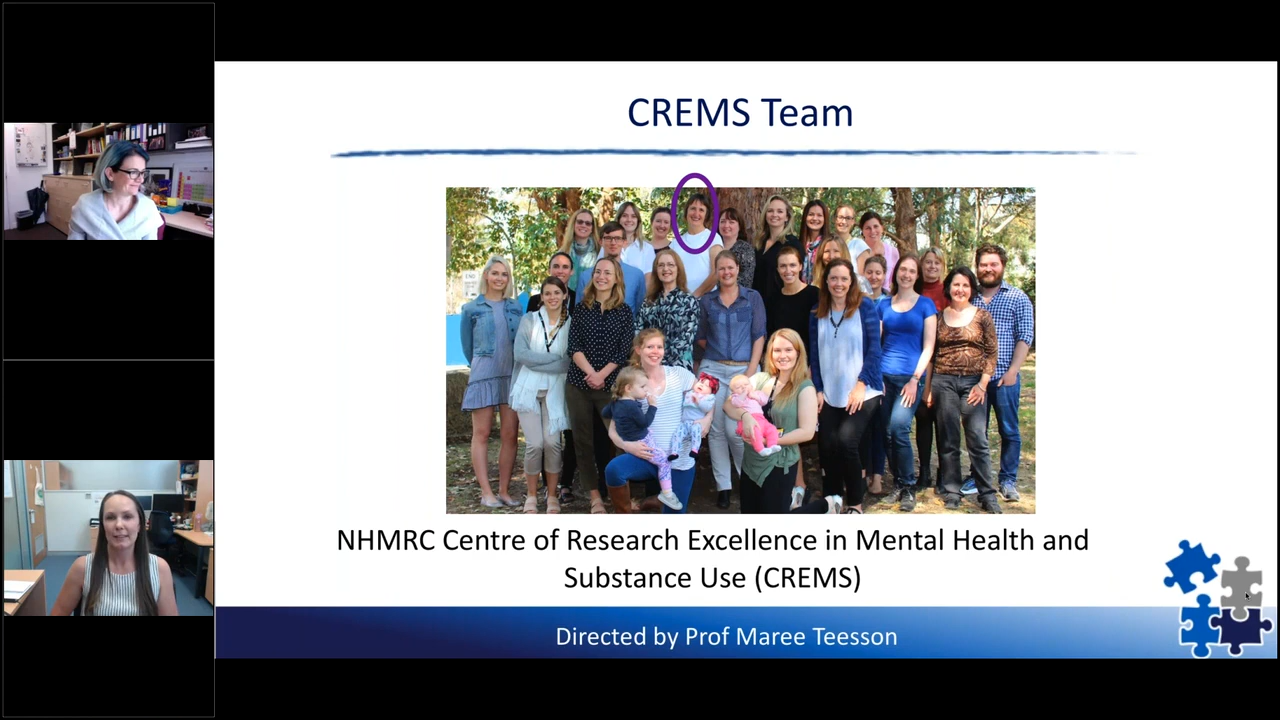 CREMS Team
NHMRC Centre of Research Excellence in Mental Health and
Substance Use (CREMS)
Directed by Prof Maree Teesson